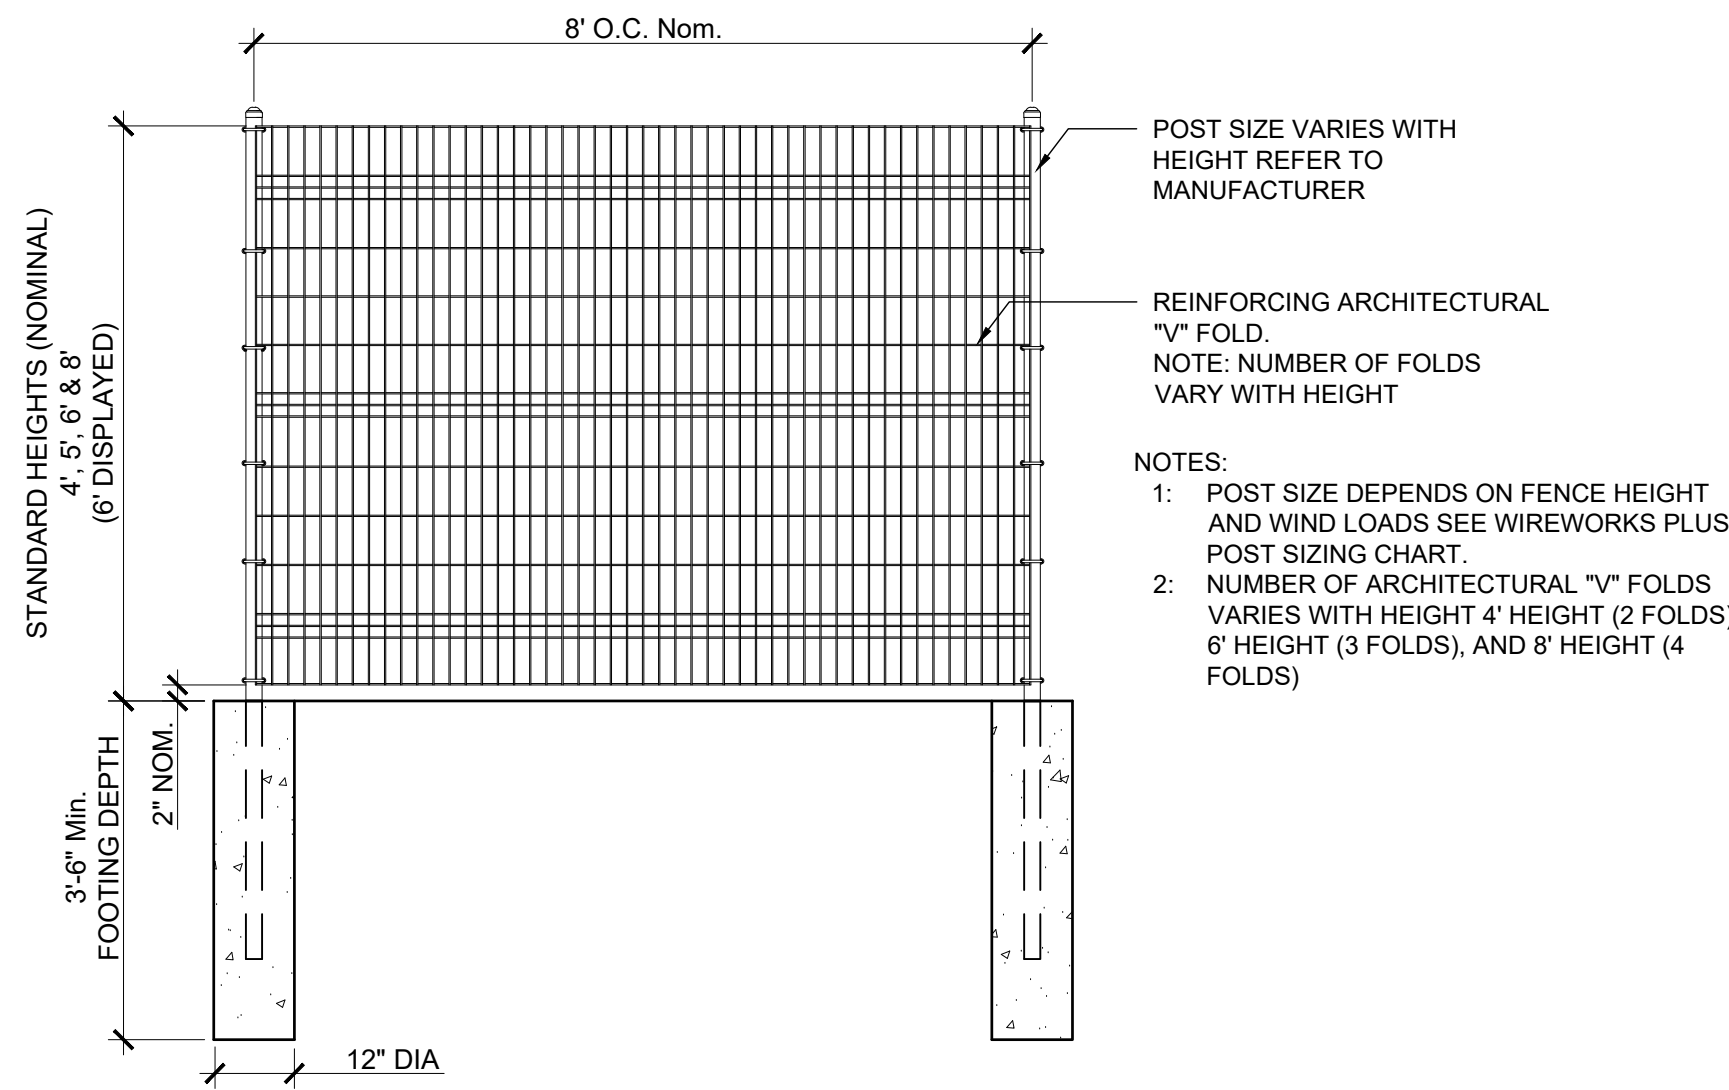 8' O.C. Nom.
STANDARD HEIGHTS (NOMINAL)
4', 5', 6' & 8'
(6' DISPLAYED)
POST SIZE VARIES WITH
HEIGHT REFER TO
MANUFACTURER
REINFORCING ARCHITECTURAL
"V" FOLD.
NOTE: NUMBER OF FOLDS
VARY WITH HEIGHT
NOTES:
1: POST SIZE DEPENDS ON FENCE HEIGHT
AND WIND LOADS SEE WIREWORKS PLUS
POST SIZING CHART.
2: NUMBER OF ARCHITECTURAL "V" FOLDS
VARIES WITH HEIGHT 4' HEIGHT (2 FOLDS)
6' HEIGHT (3 FOLDS), AND 8' HEIGHT (4
FOLDS)
3'-6" Min.
FOOTING DEPTH
2" NOM.
12" DIA